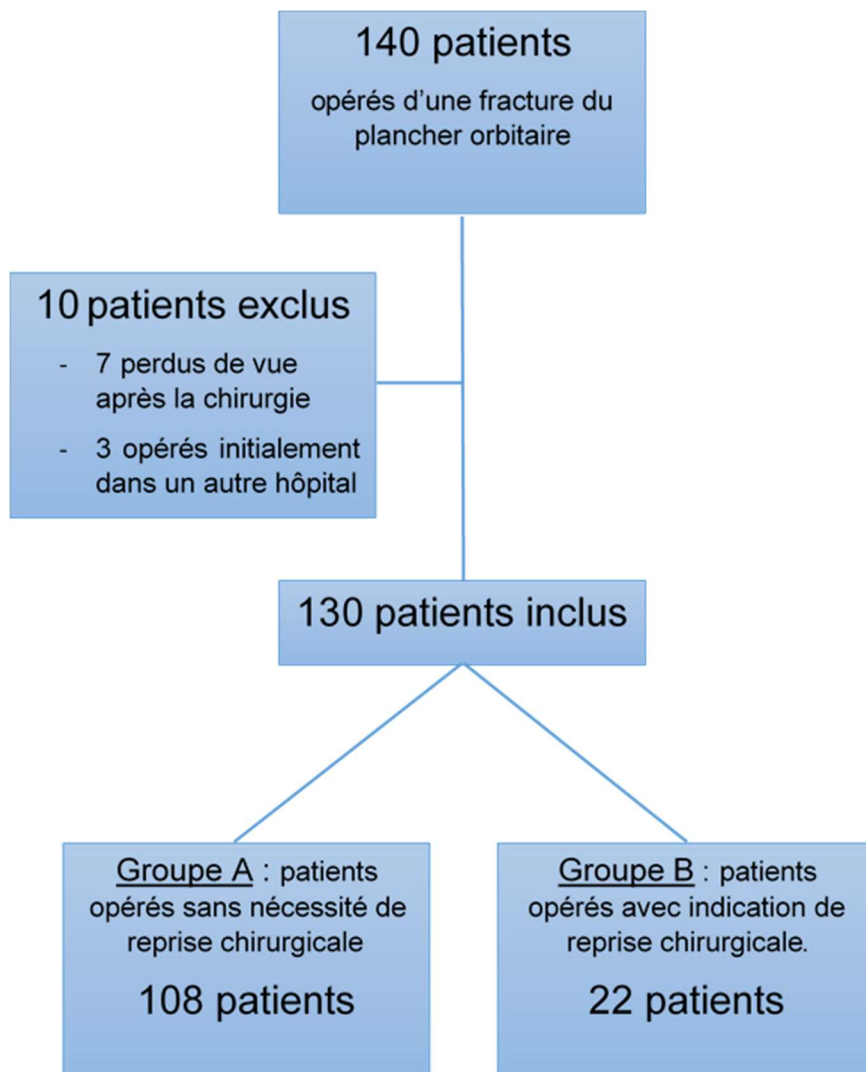 140 patients
opérés d'une fracture du
plancher orbitaire
10 patients exclus
- 7 perdus de vue
après la chirurgie
- 3 opérés initialement
dans un autre hôpital
130 patients inclus
Groupe A : patients
opérés sans nécessité de
reprise chirurgicale
108 patients
Groupe B : patients
opérés avec indication de
reprise chirurgicale.
22 patients